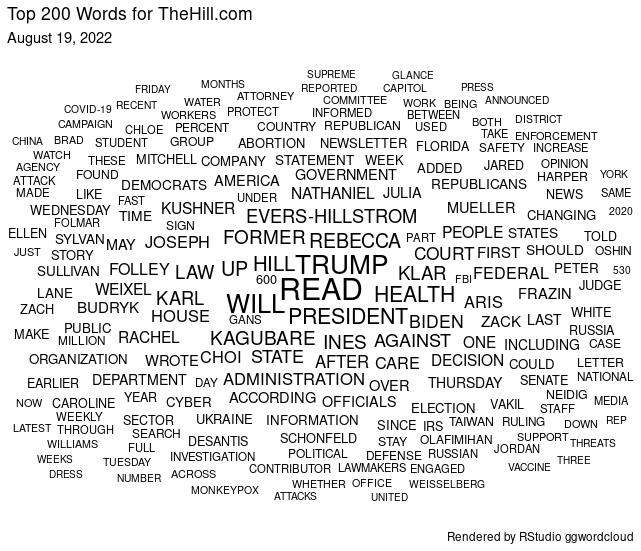 Top 200 Words for TheHill.com
August 19, 2022
SUPREME GLANCE
FRIDAY MONTHS REPORTED CAPITOL PRESS
COVID-19 RECENT WATER ATTORNEY COMMITTEE WORK BEING ANNOUNCED
WORKERS PROTECT INFORMED BETWEEN BOTH DISTRICT
CAMPAIGN CHLOE PERCENT COUNTRY REPUBLICAN USED TAKE ENFORCEMENT
CHINA BRAD STUDENT GROUP ABORTION NEWSLETTER FLORIDA SAFETY INCREASE
WATCH THESE MITCHELL COMPANY STATEMENT WEEK ADDED JARED OPINION
AGENCY FOUND GOVERNMENT HARPER YORK
ATTACK DEMOCRATS AMERICA REPUBLICANS
MADE LIKE FAST UNDER NATHANIEL JULIA NEWS SAME
WEDNESDAY TIME KUSHNER EVERS-HILLSTROM MUELLER CHANGING 2020
FOLMAR SIGN
ELLEN SYLVAN MAY JOSEPH FORMER REBECCA PART PEOPLE STATES TOLD
JUST STORY COURT FIRST SHOULD OSHIN
SULLIVAN FOLLEY LAW UP HILL TRUMP KLAR FBI FEDERAL PETER 530
600
LANE WEIXEL KARL READ HEALTH ARIS FRAZIN JUDGE
ZACH BUDRYK HOUSE WILL PRESIDENT BIDEN ZACK LAST WHITE
GANS
MAKE PUBLIC RACHEL KAGUBARE INES AGAINST ONE INCLUDING CASE RUSSIA
MILLION
ORGANIZATION WROTE CHOI STATE AFTER CARE DECISION COULD LETTER
EARLIER DEPARTMENT DAY ADMINISTRATION OVER THURSDAY SENATE NATIONAL
NOW CAROLINE YEAR CYBER ACCORDING OFFICIALS ELECTION VAKIL NEIDIG STAFF MEDIA
WEEKLY
LATEST THROUGH SECTOR UKRAINE INFORMATION SINCE IRS TAIWAN RULING DOWN REP
WILLIAMS SEARCH DESANTIS SCHONFELD STAY OLAFIMIHAN SUPPORT THREATS
FULL
WEEKS TUESDAY INVESTIGATION POLITICAL DEFENSE RUSSIAN JORDAN THREE
DRESS NUMBER ACROSS CONTRIBUTOR LAWMAKERS ENGAGED VACCINE
MONKEYPOX WHETHER OFFICE WEISSELBERG
ATTACKS UNITED
Rendered by RStudio ggwordcloud